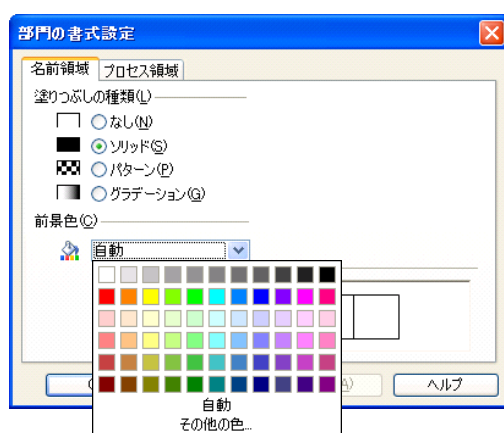 部門の書式設定
名前領域 プロセス領域
塗りつぶしの種類(L)
なし(N)
ソリッド(S)
パターン(P)
グラデーション(G)
前景色(C)
自動
A) ヘルプ
自動
その他の色...